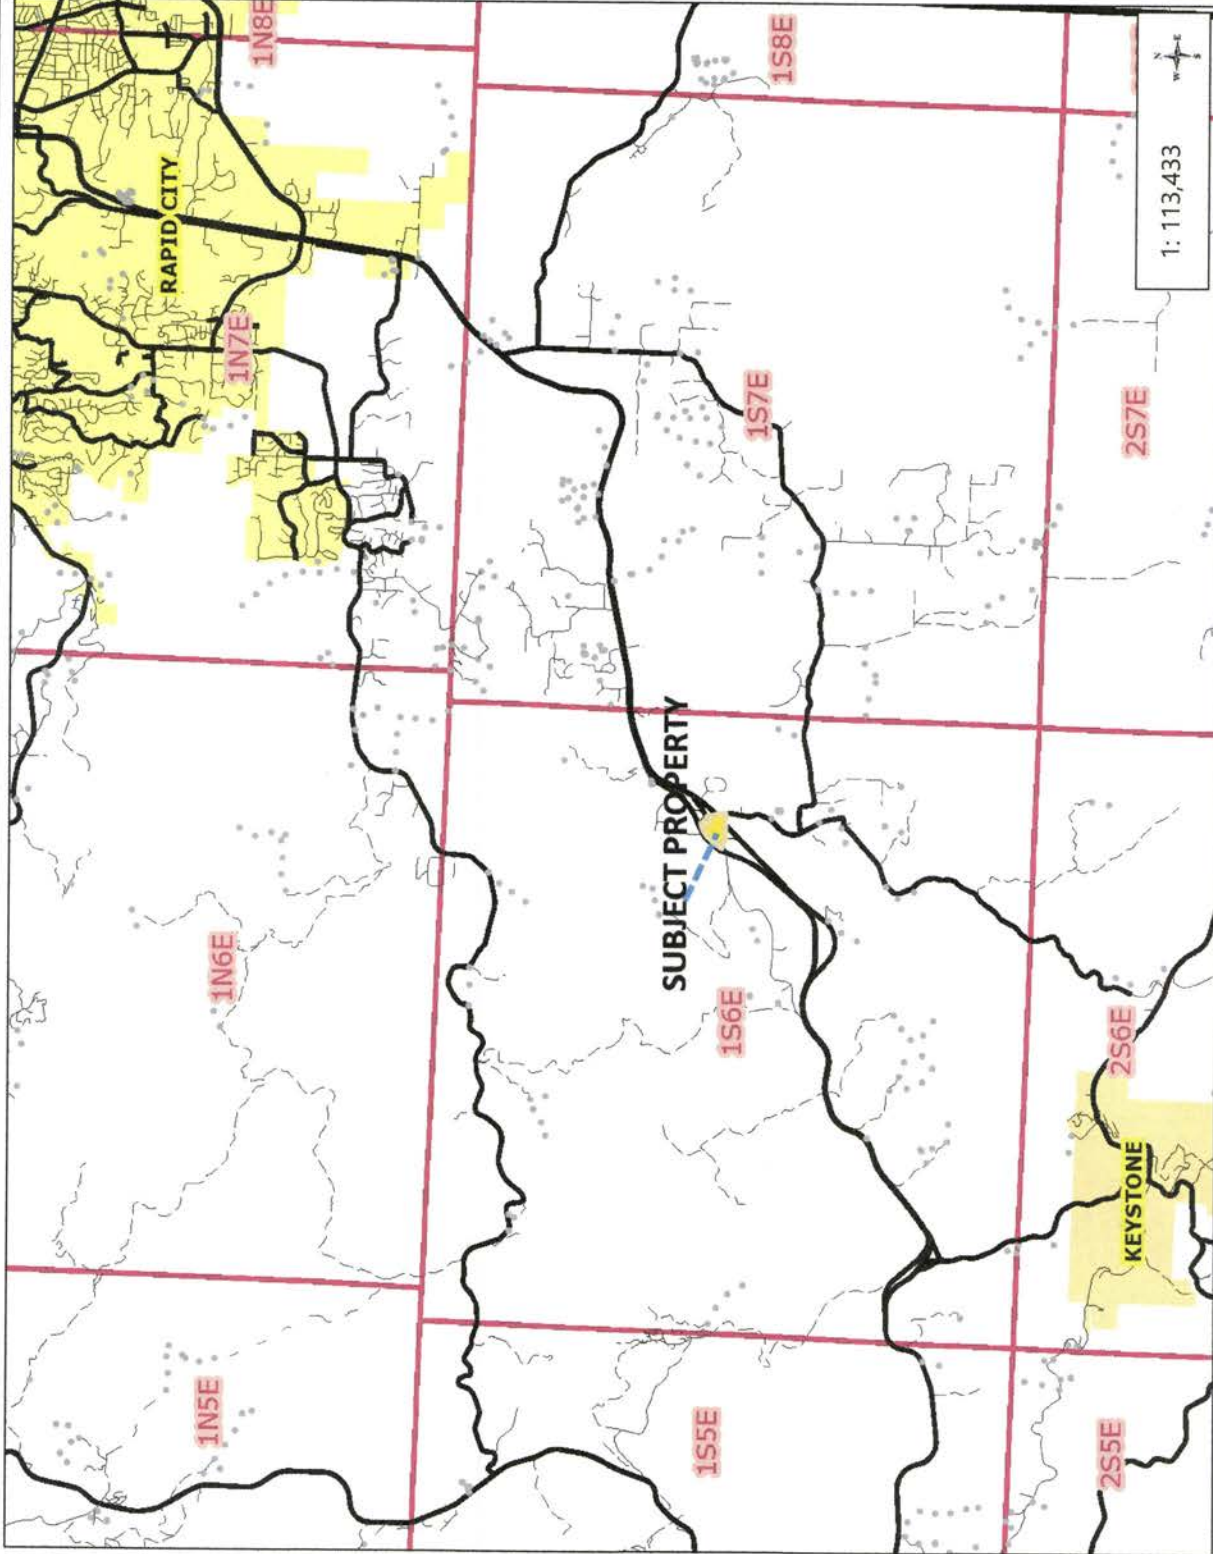 1N5E
1N6E
1N7E
1N8E
RAPID CITY
1S5E
1S6E
SUBJECT PROPERTY
1S7E
1S8E
2S5E
KEYSTONE
2S6E
2S7E
1: 113,433
N
W
E
S